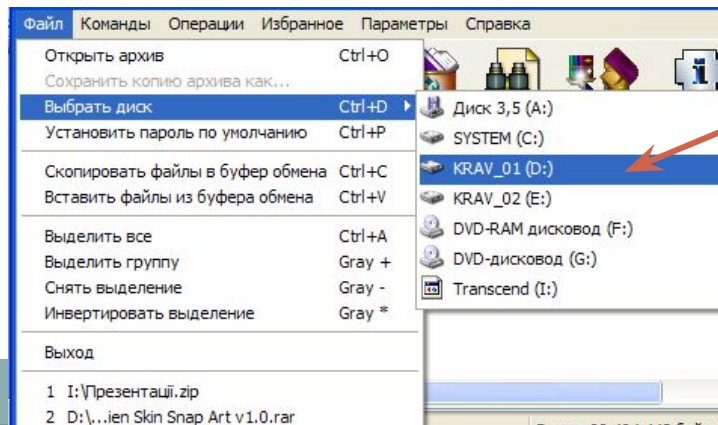 Файл Команды Операции Избранное Параметры Справка
Открыть архив Ctrl+O
Сохранить копию архива как...
Выбрать диск Ctrl+D
Установить пароль по умолчанию Ctrl+P
Скопировать файлы в буфер обмена Ctrl+C
Вставить файлы из буфера обмена Ctrl+V
Выделить все Ctrl+A
Выделить группу Gray +
Снять выделение Gray -
Инвертировать выделение Gray *
Выход
1 I:\Презентації.zip
2 D:\...ien Skin Snap Art v1.0.rar
Диск 3,5 (A:)
SYSTEM (C:)
KRAV_01 (D:)
KRAV_02 (E:)
DVD-RAM дисковод (F:)
DVD-дисковод (G:)
Transcend (I:)